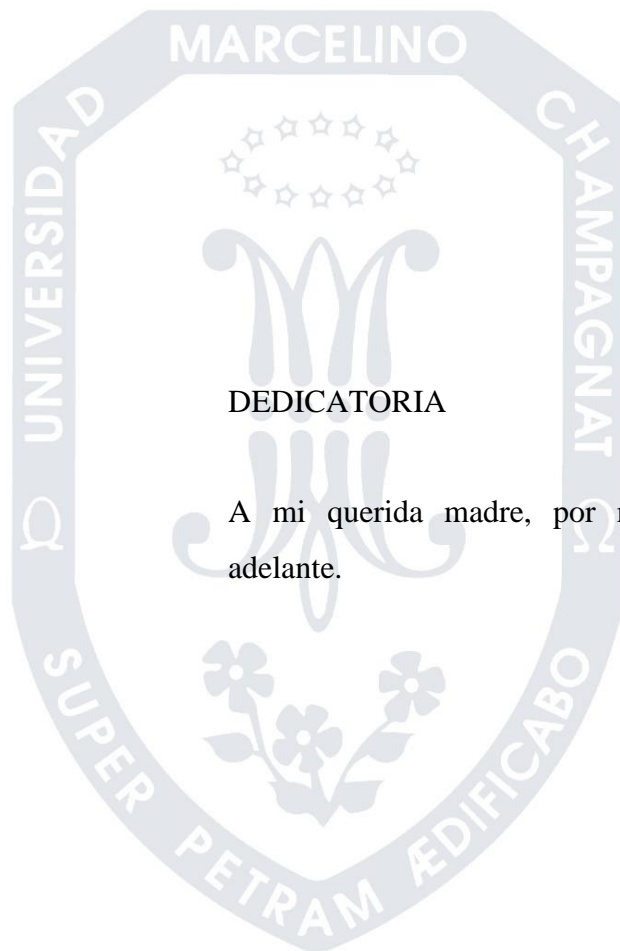 MARCELINO
UNIVERSIDAD
CHAMPAGNAT
DEDICATORIA
A mi querida madre, por
adelante.
Ω
Ω
SUPER PETRAM ÆDIFICABO